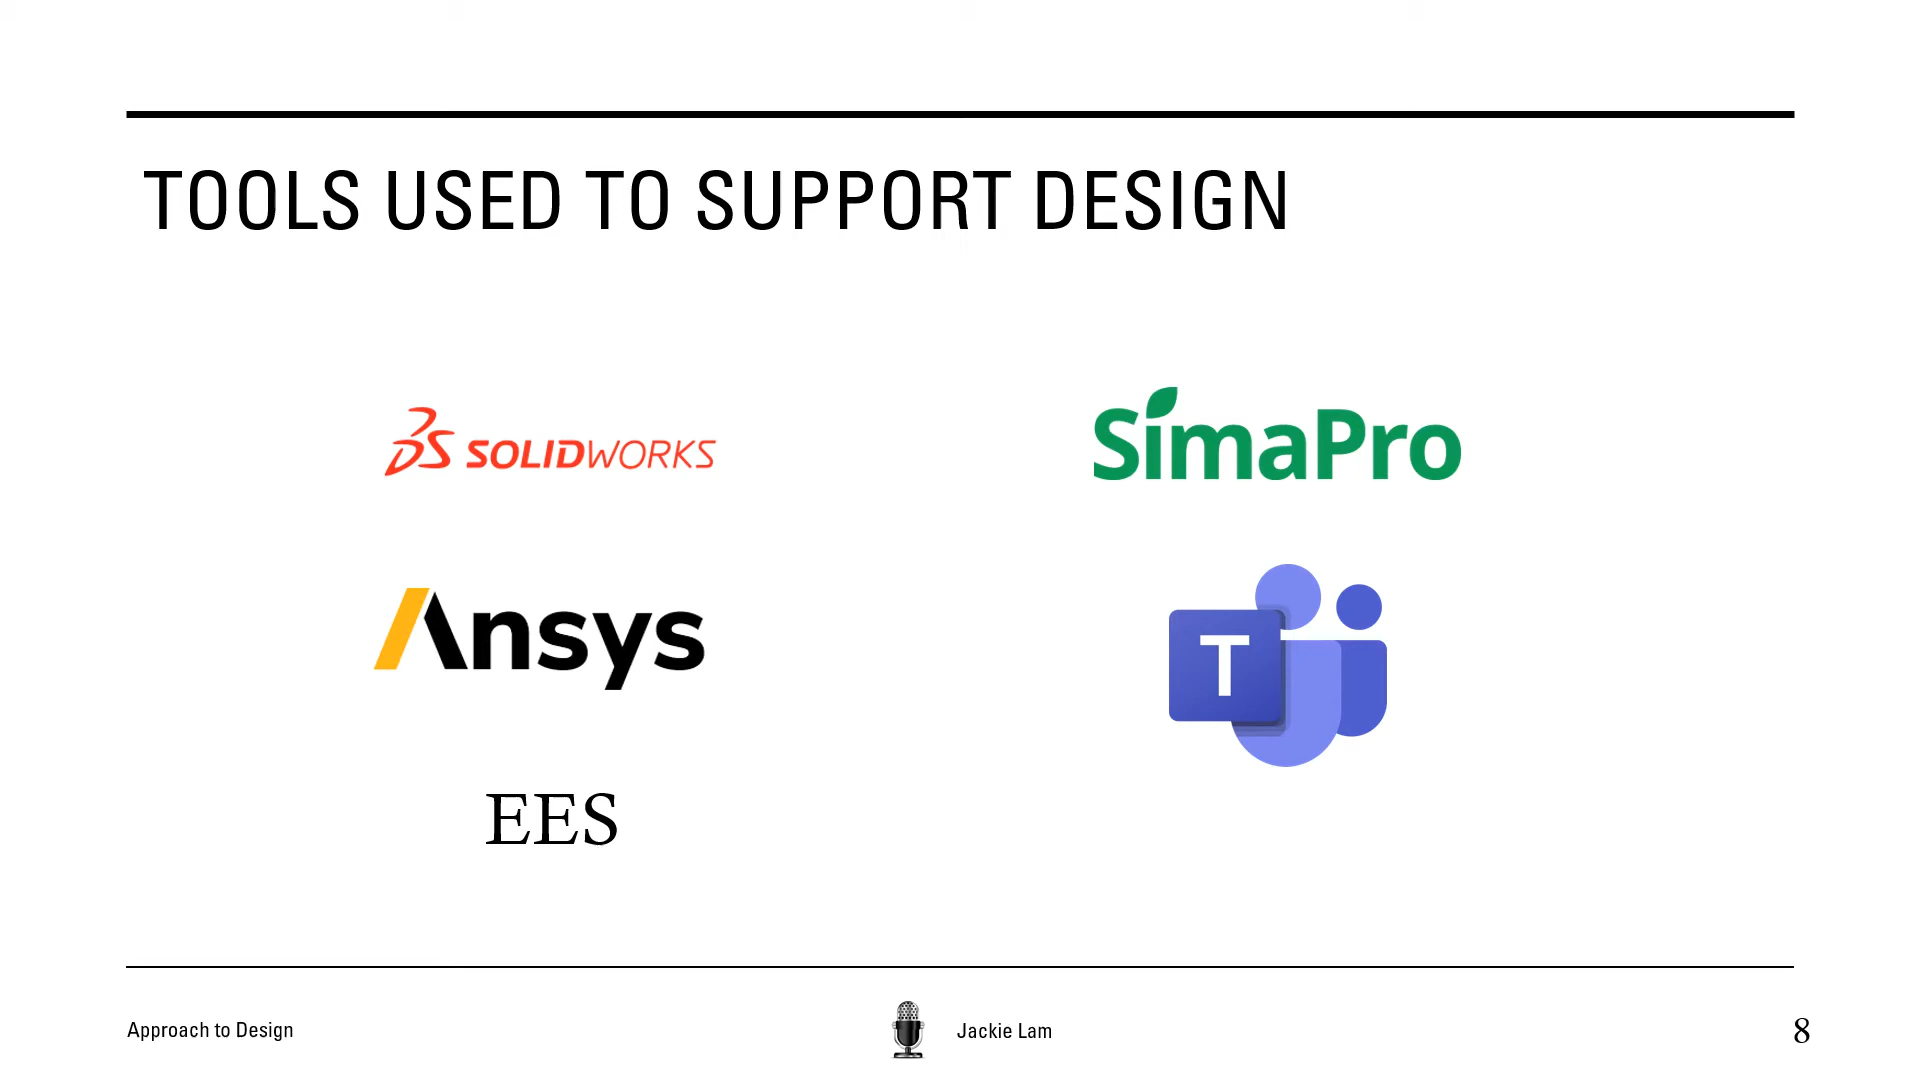 TOOLS USED TO SUPPORT DESIGN
SOLIDWORKS
SimaPro
Ansys
T
EES
Approach to Design
Jackie Lam
8